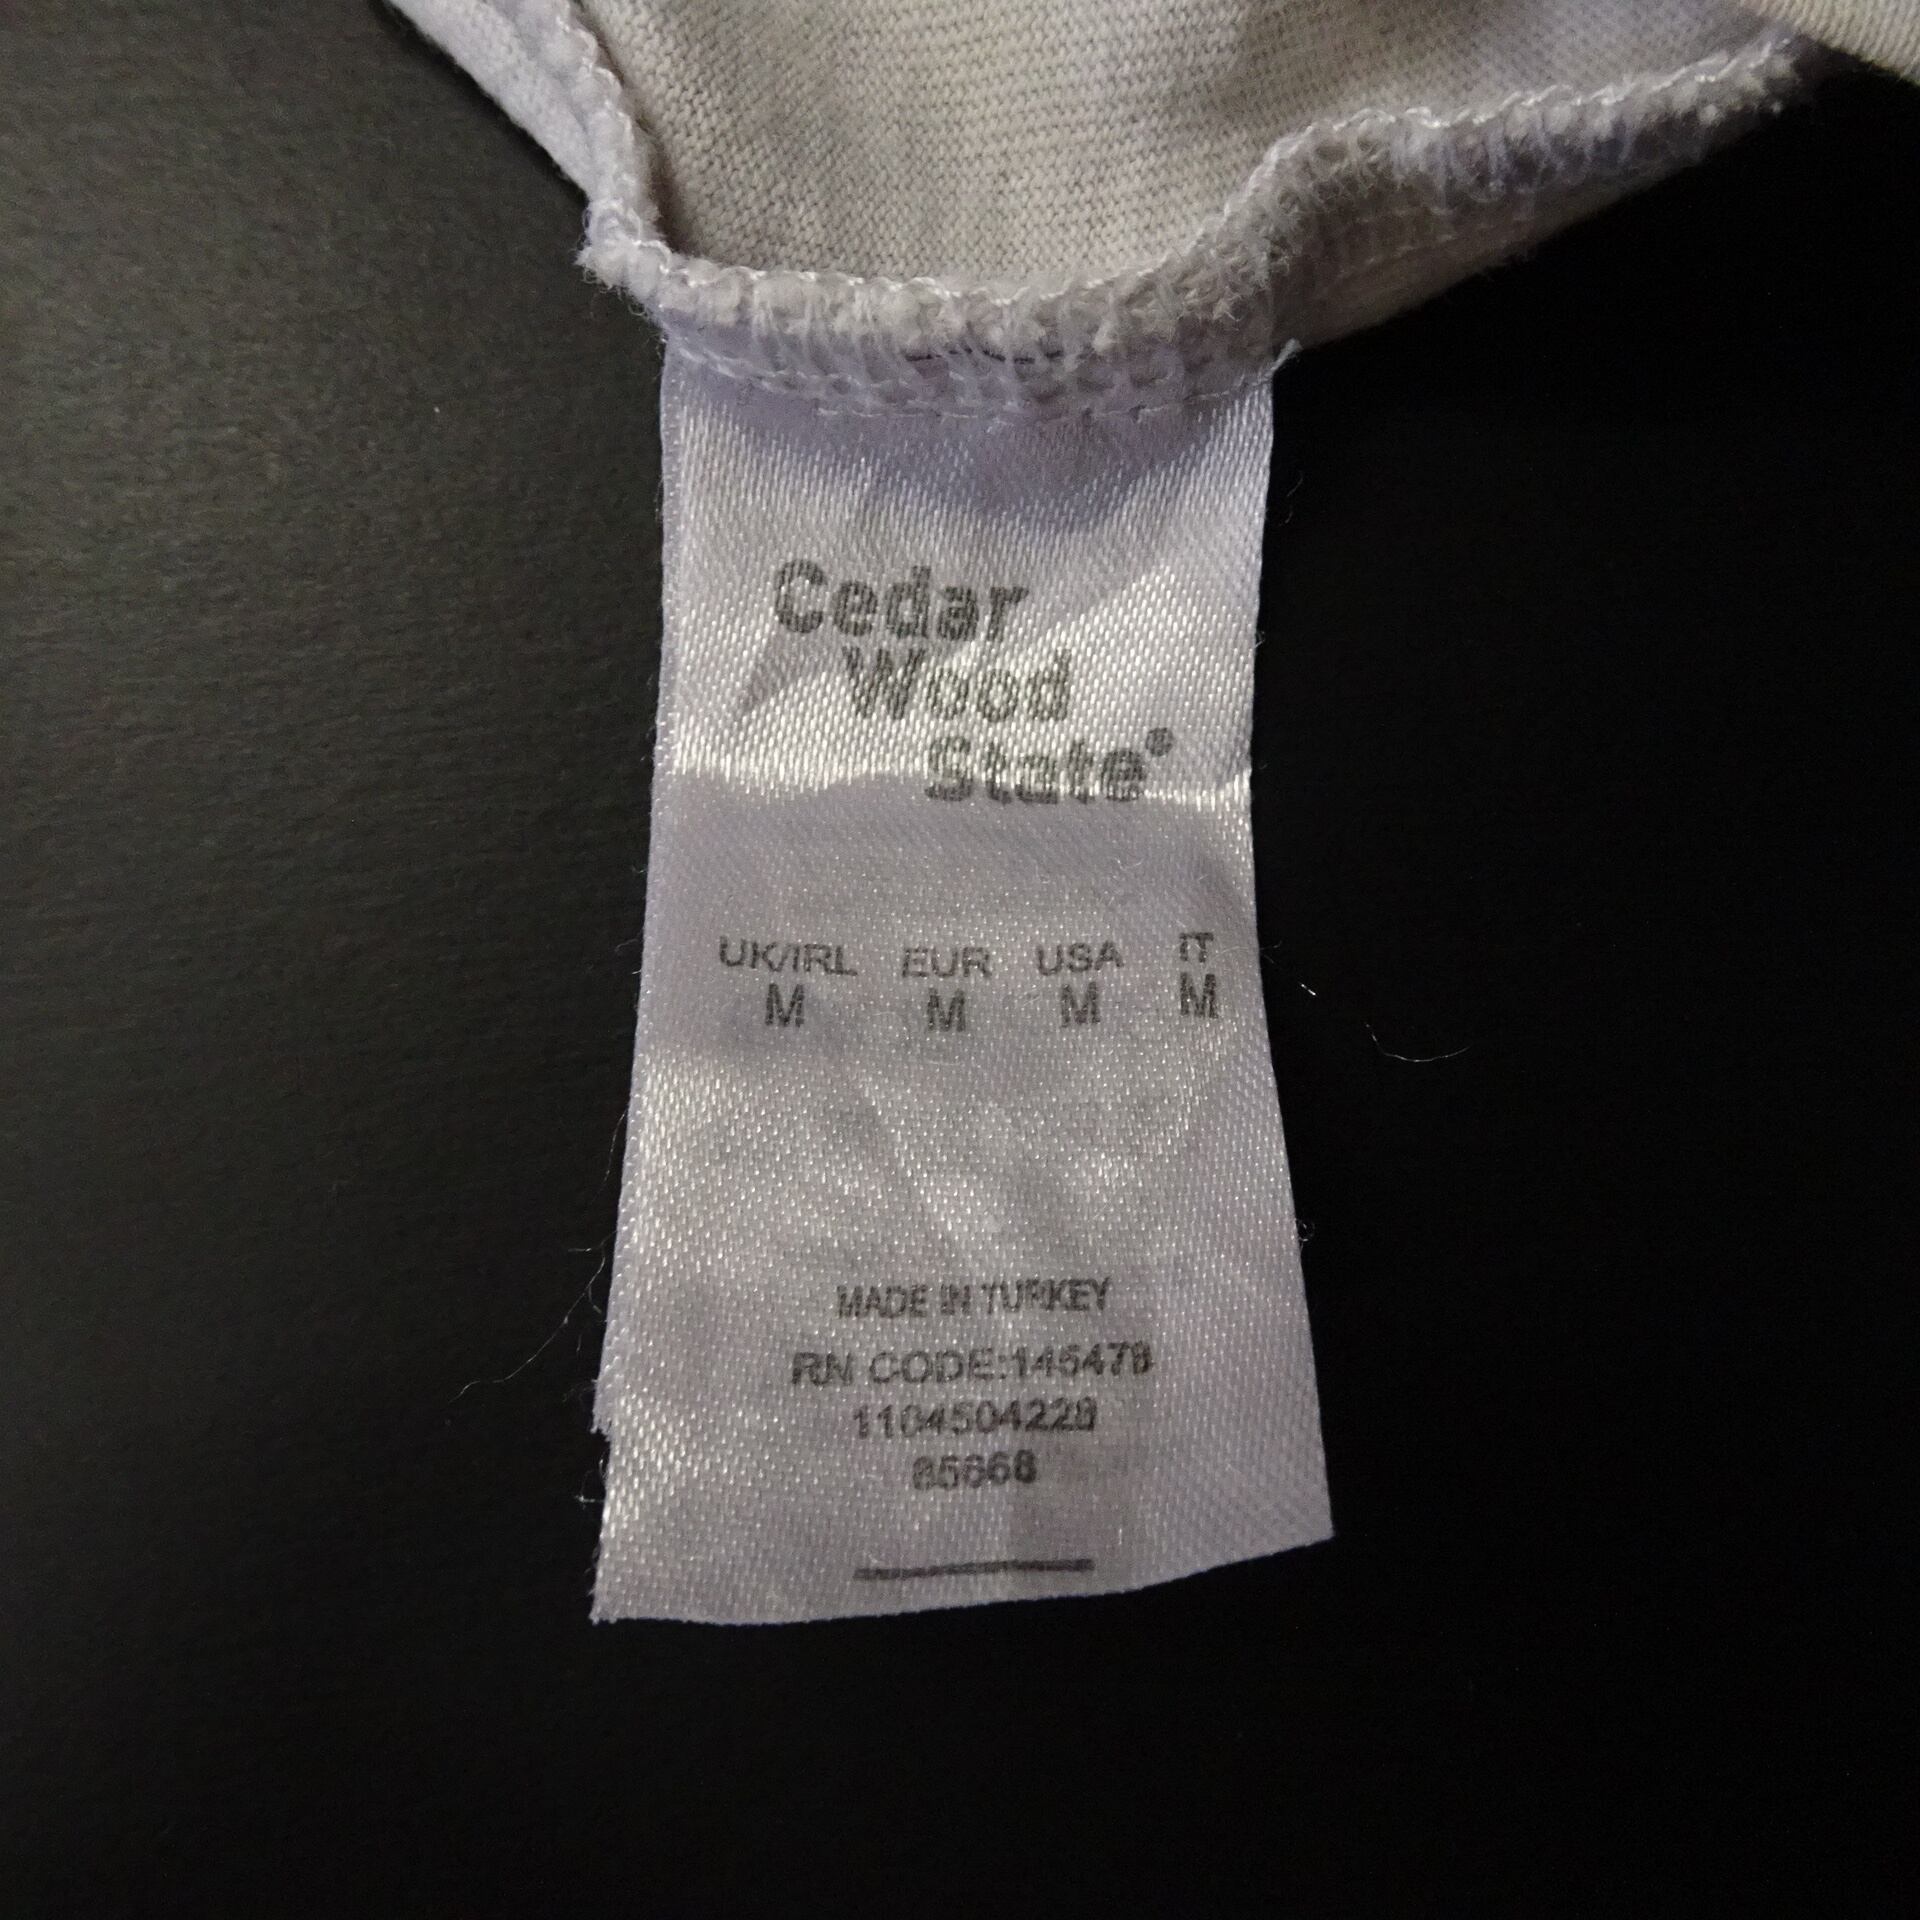 Cedar
Wood
State®
UK/IRL EUR USA IT
M M M M
MADE IN TURKEY
RN CODE:145478
1104504228
85668